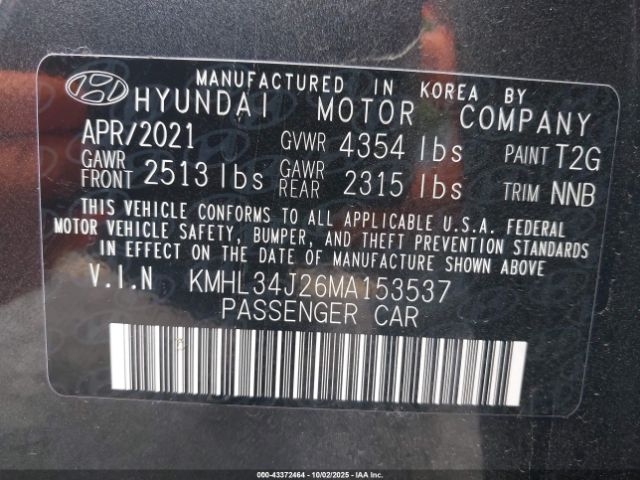 MANUFACTURED IN KOREA BY
HYUNDAI MOTOR COMPANY
APR/2021 GVWR 4354 lbs PAINT T2G
GAWR FRONT 2513 lbs GAWR REAR 2315 lbs TRIM NNB
THIS VEHICLE CONFORMS TO ALL APPLICABLE U.S.A. FEDERAL
MOTOR VEHICLE SAFETY, BUMPER, AND THEFT PREVENTION STANDARDS
IN EFFECT ON THE DATE OF MANUFACTURE SHOWN ABOVE
V.I.N KMHL34J26MA153537
PASSENGER CAR
000-43372464 - 10/02/2025 - IAA, Inc.